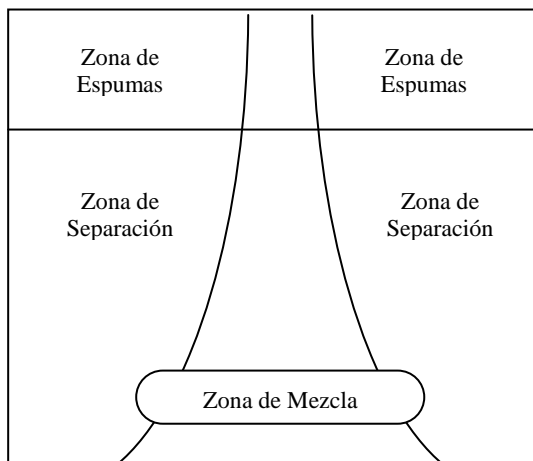 Zona de
Espumas
Zona de
Espumas
Zona de
Separación
Zona de
Separación
Zona de Mezcla